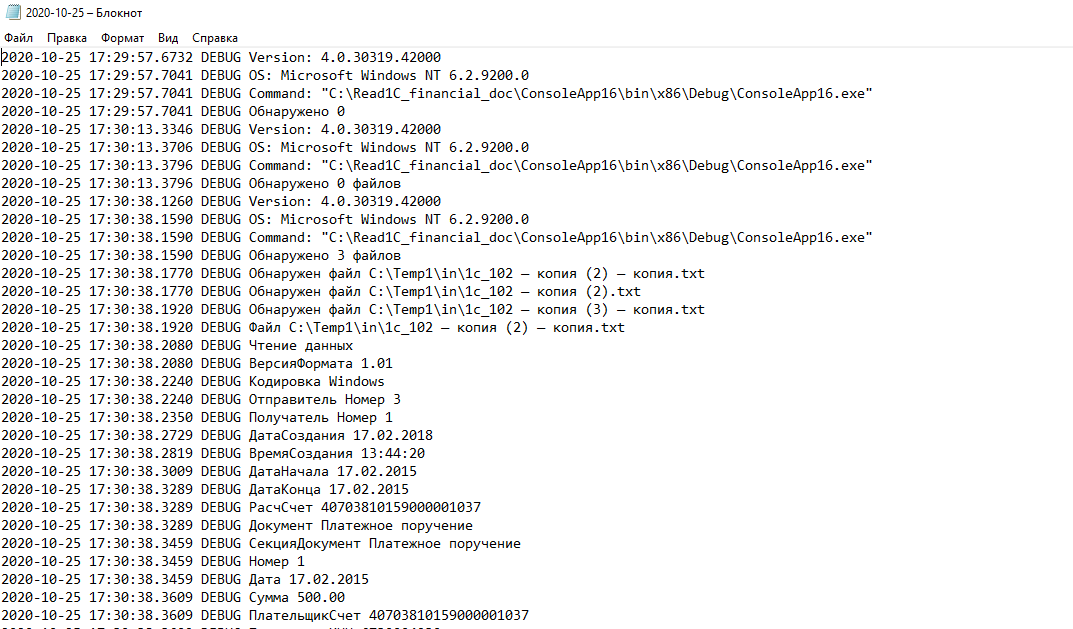 2020-10-25 – Блокнот
Файл Правка Формат Вид Справка
2020-10-25 17:29:57.6732 DEBUG Version: 4.0.30319.42000
2020-10-25 17:29:57.7041 DEBUG OS: Microsoft Windows NT 6.2.9200.0
2020-10-25 17:29:57.7041 DEBUG Command: "C:\Read1C_financial_doc\ConsoleApp16\bin\x86\Debug\ConsoleApp16.exe"
2020-10-25 17:29:57.7041 DEBUG Обнаружено 0
2020-10-25 17:30:13.3346 DEBUG Version: 4.0.30319.42000
2020-10-25 17:30:13.3706 DEBUG OS: Microsoft Windows NT 6.2.9200.0
2020-10-25 17:30:13.3796 DEBUG Command: "C:\Read1C_financial_doc\ConsoleApp16\bin\x86\Debug\ConsoleApp16.exe"
2020-10-25 17:30:13.3796 DEBUG Обнаружено 0 файлов
2020-10-25 17:30:38.1260 DEBUG Version: 4.0.30319.42000
2020-10-25 17:30:38.1590 DEBUG OS: Microsoft Windows NT 6.2.9200.0
2020-10-25 17:30:38.1590 DEBUG Command: "C:\Read1C_financial_doc\ConsoleApp16\bin\x86\Debug\ConsoleApp16.exe"
2020-10-25 17:30:38.1590 DEBUG Обнаружено 3 файлов
2020-10-25 17:30:38.1770 DEBUG Обнаружен файл C:\Temp1\in\1c_102 — копия (2) — копия.txt
2020-10-25 17:30:38.1770 DEBUG Обнаружен файл C:\Temp1\in\1c_102 — копия (2).txt
2020-10-25 17:30:38.1920 DEBUG Обнаружен файл C:\Temp1\in\1c_102 — копия (3) — копия.txt
2020-10-25 17:30:38.1920 DEBUG Файл C:\Temp1\in\1c_102 — копия (2) — копия.txt
2020-10-25 17:30:38.2080 DEBUG Чтение данных
2020-10-25 17:30:38.2080 DEBUG ВерсияФормата 1.01
2020-10-25 17:30:38.2240 DEBUG Кодировка Windows
2020-10-25 17:30:38.2240 DEBUG Отправитель Номер 3
2020-10-25 17:30:38.2350 DEBUG Получатель Номер 1
2020-10-25 17:30:38.2729 DEBUG ДатаСоздания 17.02.2018
2020-10-25 17:30:38.2819 DEBUG ВремяСоздания 13:44:20
2020-10-25 17:30:38.3009 DEBUG ДатаНачала 17.02.2015
2020-10-25 17:30:38.3289 DEBUG ДатаКонца 17.02.2015
2020-10-25 17:30:38.3289 DEBUG РасчСчет 40703810159000001037
2020-10-25 17:30:38.3289 DEBUG Документ Платежное поручение
2020-10-25 17:30:38.3459 DEBUG СекцияДокумент Платежное поручение
2020-10-25 17:30:38.3459 DEBUG Номер 1
2020-10-25 17:30:38.3459 DEBUG Дата 17.02.2015
2020-10-25 17:30:38.3609 DEBUG Сумма 500.00
2020-10-25 17:30:38.3609 DEBUG ПлательщикСчет 40703810159000001037